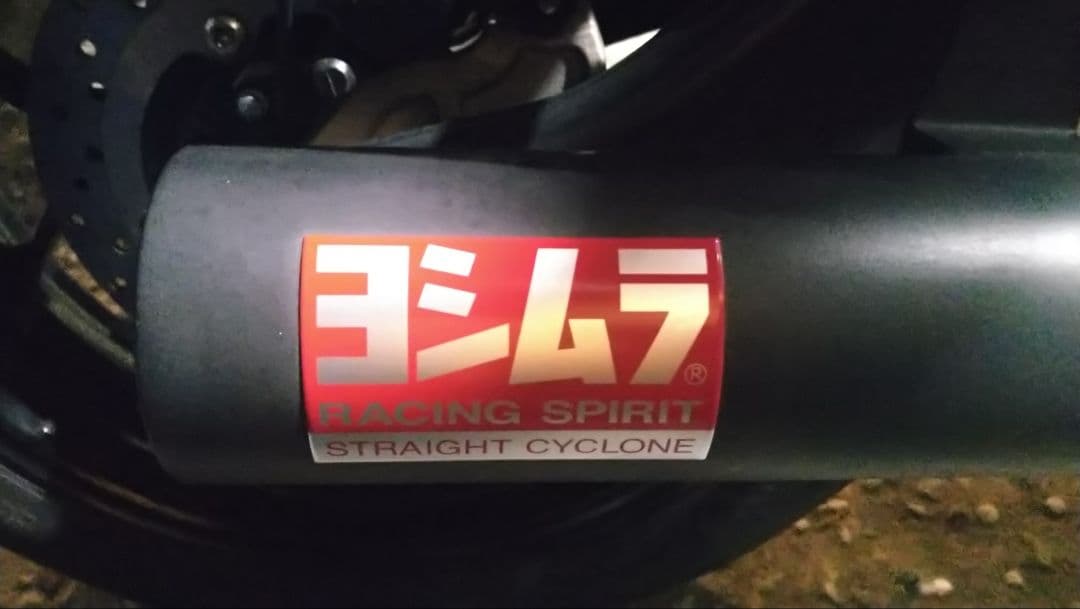 ヨシムラ®
RACING SPIRIT
STRAIGHT CYCLONE